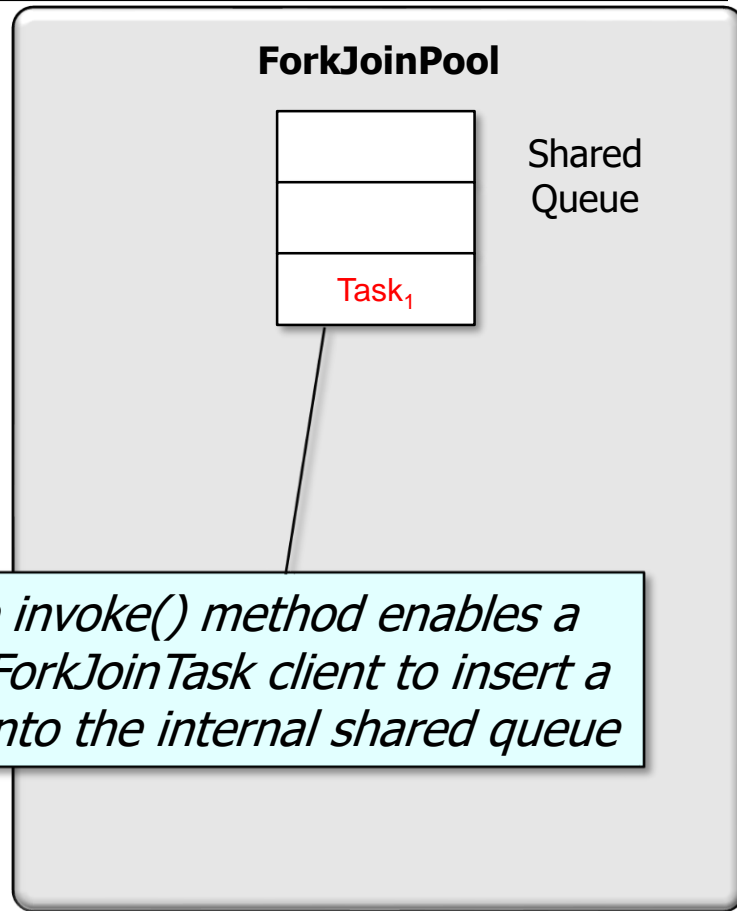 ForkJoinPool
Shared
Queue
Task₁
invoke() method enables a
ForkJoinTask client to insert a
nto the internal shared queue